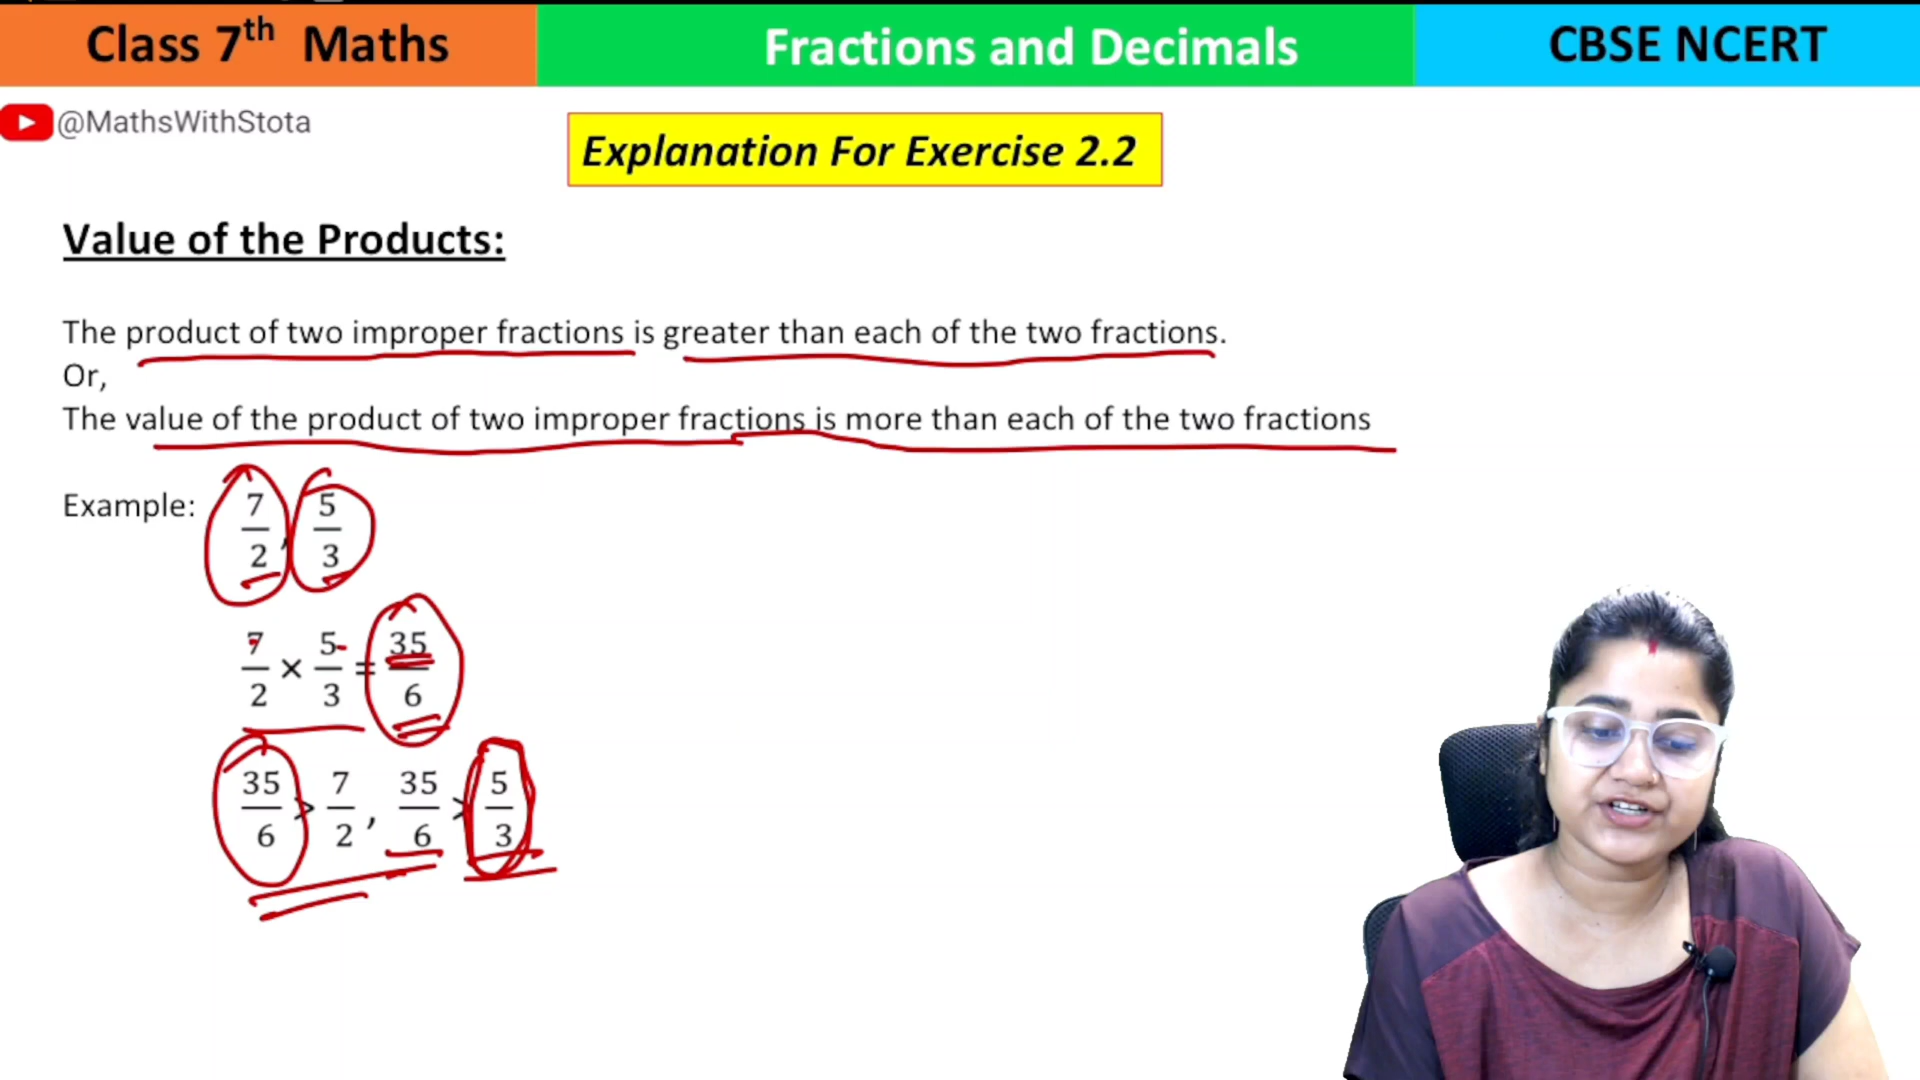 Class 7th Maths
Fractions and Decimals
CBSE NCERT
@MathsWithStota
Explanation For Exercise 2.2
Value of the Products:
The product of two improper fractions is greater than each of the two fractions.
Or,
The value of the product of two improper fractions is more than each of the two fractions
Example: 7/2, 5/3
7/2 × 5/3 = 35/6
35/6 > 7/2, 35/6 > 5/3